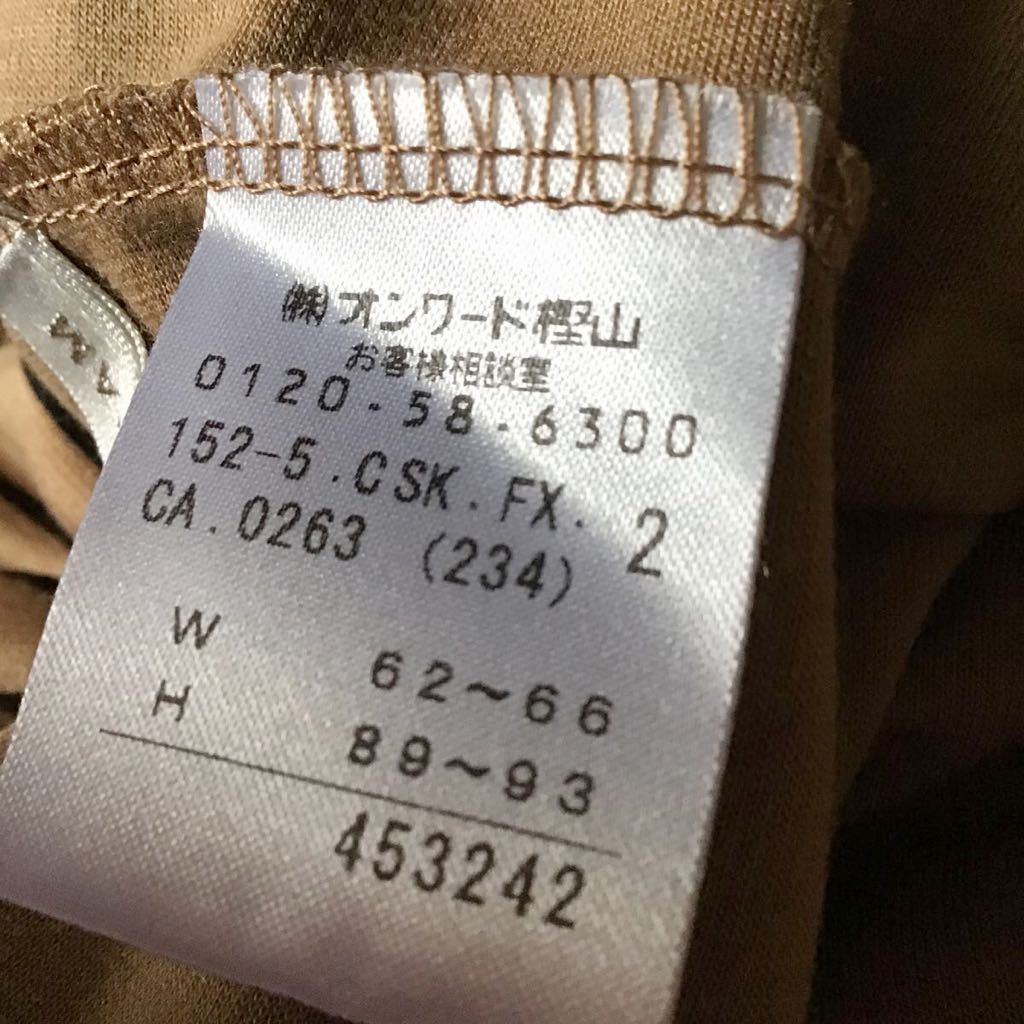 ㈱オンワード樫山
お客様相談室
0120-58-6300
152-5.CSK.FX. 2
CA.0263 (234)
W 62~66
H 89~93
453242